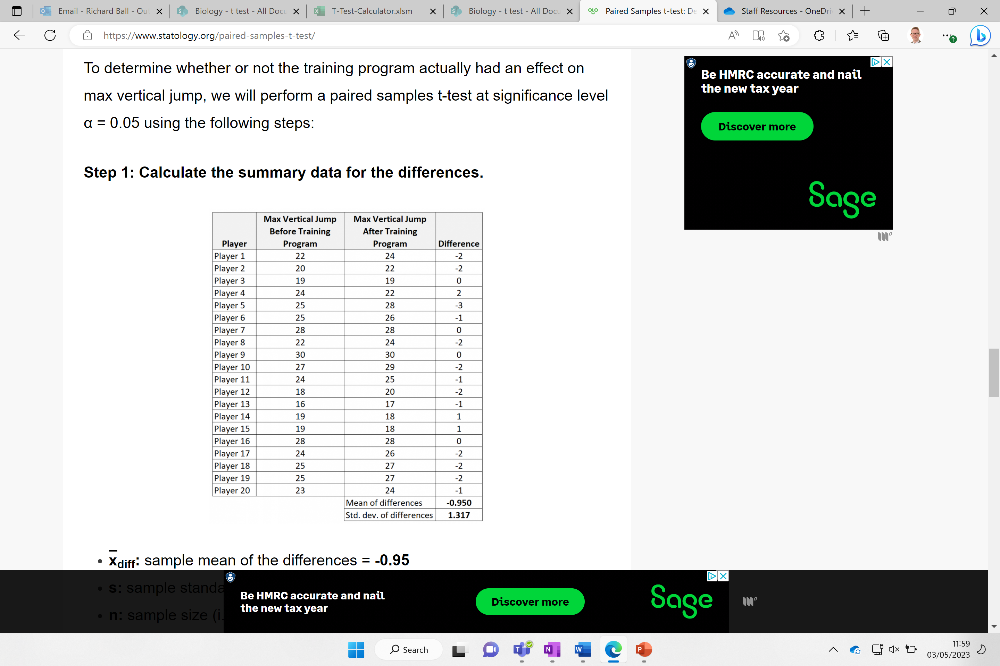 Email - Richard Ball - Out
Biology - t test - All Docu
T-Test-Calculator.xlsm
Biology - t test - All Docu
Paired Samples t-test: De
Staff Resources - OneDri
https://www.statology.org/paired-samples-t-test/
To determine whether or not the training program actually had an effect on
max vertical jump, we will perform a paired samples t-test at significance level
α = 0.05 using the following steps:
Step 1: Calculate the summary data for the differences.
Player | Max Vertical Jump Before Training Program | Max Vertical Jump After Training Program | Difference
Player 1 22 24 -2
Player 2 20 22 -2
Player 3 19 19 0
Player 4 24 22 2
Player 5 25 28 -3
Player 6 25 26 -1
Player 7 28 28 0
Player 8 22 24 -2
Player 9 30 30 0
Player 10 27 29 -2
Player 11 24 25 -1
Player 12 18 20 -2
Player 13 16 17 -1
Player 14 19 18 1
Player 15 19 18 1
Player 16 28 28 0
Player 17 24 26 -2
Player 18 25 27 -2
Player 19 25 27 -2
Player 20 23 24 -1
Mean of differences -0.950
Std. dev. of differences 1.317
• x̅diff: sample mean of the differences = -0.95
• s: sample standa
• n: sample size (i.
Be HMRC accurate and nail
the new tax year
Discover more
Sage
Be HMRC accurate and nail
the new tax year
Discover more
Sage
Search
11:59
03/05/2023